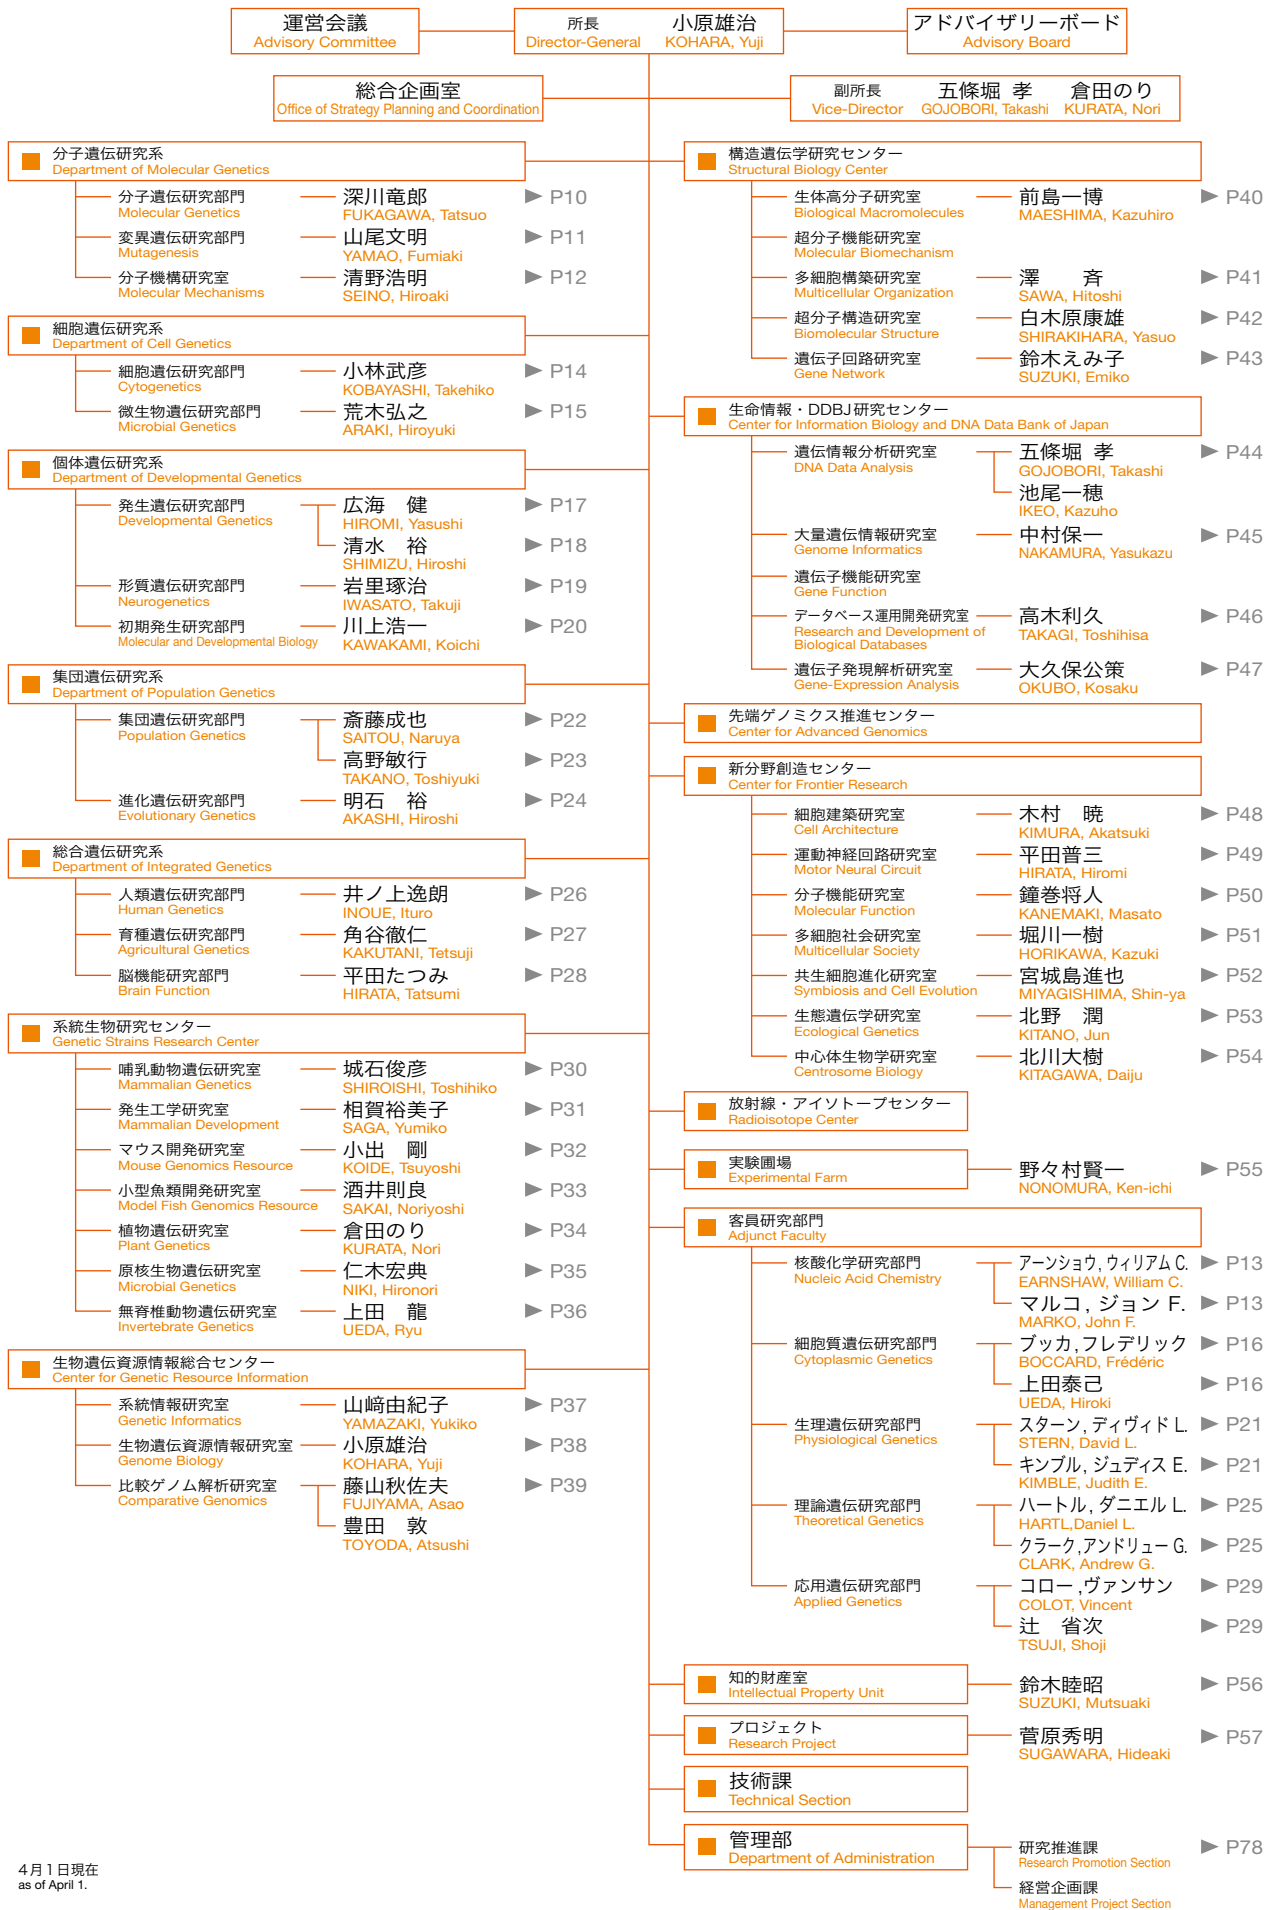 運営会議
Advisory Committee
所長 小原雄治
Director-General KOHARA, Yuji
アドバイザリーボード
Advisory Board
総合企画室
Office of Strategy Planning and Coordination
副所長 五條堀 孝 倉田のり
Vice-Director GOJOBORI, Takashi KURATA, Nori
分子遺伝研究系
Department of Molecular Genetics
分子遺伝研究部門 深川竜郎 ▶ P10
Molecular Genetics FUKAGAWA, Tatsuo
変異遺伝研究部門 山尾文明 ▶ P11
Mutagenesis YAMAO, Fumiaki
分子機構研究室 清野浩明 ▶ P12
Molecular Mechanisms SEINO, Hiroaki
細胞遺伝研究系
Department of Cell Genetics
細胞遺伝研究部門 小林武彦 ▶ P14
Cytogenetics KOBAYASHI, Takehiko
微生物遺伝研究部門 荒木弘之 ▶ P15
Microbial Genetics ARAKI, Hiroyuki
個体遺伝研究系
Department of Developmental Genetics
発生遺伝研究部門 広海 健 ▶ P17
Developmental Genetics HIROMI, Yasushi
清水 裕 ▶ P18
SHIMIZU, Hiroshi
形質遺伝研究部門 岩里琢治 ▶ P19
Neurogenetics IWASATO, Takuji
初期発生研究部門 川上浩一 ▶ P20
Molecular and Developmental Biology KAWAKAMI, Koichi
集団遺伝研究系
Department of Population Genetics
集団遺伝研究部門 斎藤成也 ▶ P22
Population Genetics SAITOU, Naruya
高野敏行 ▶ P23
TAKANO, Toshiyuki
進化遺伝研究部門 明石 裕 ▶ P24
Evolutionary Genetics AKASHI, Hiroshi
総合遺伝研究系
Department of Integrated Genetics
人類遺伝研究部門 井ノ上逸朗 ▶ P26
Human Genetics INOUE, Ituro
育種遺伝研究部門 角谷徹仁 ▶ P27
Agricultural Genetics KAKUTANI, Tetsuji
脳機能研究部門 平田たつみ ▶ P28
Brain Function HIRATA, Tatsumi
系統生物研究センター
Genetic Strains Research Center
哺乳動物遺伝研究室 城石俊彦 ▶ P30
Mammalian Genetics SHIROISHI, Toshihiko
発生工学研究室 相賀裕美子 ▶ P31
Mammalian Development SAGA, Yumiko
マウス開発研究室 小出 剛 ▶ P32
Mouse Genomics Resource KOIDE, Tsuyoshi
小型魚類開発研究室 酒井則良 ▶ P33
Model Fish Genomics Resource SAKAI, Noriyoshi
植物遺伝研究室 倉田のり ▶ P34
Plant Genetics KURATA, Nori
原核生物遺伝研究室 仁木宏典 ▶ P35
Microbial Genetics NIKI, Hironori
無脊椎動物遺伝研究室 上田 龍 ▶ P36
Invertebrate Genetics UEDA, Ryu
生物遺伝資源情報総合センター
Center for Genetic Resource Information
系統情報研究室 山﨑由紀子 ▶ P37
Genetic Informatics YAMAZAKI, Yukiko
生物遺伝資源情報研究室 小原雄治 ▶ P38
Genome Biology KOHARA, Yuji
比較ゲノム解析研究室 藤山秋佐夫 ▶ P39
Comparative Genomics FUJIYAMA, Asao
豊田 敦
TOYODA, Atsushi
構造遺伝学研究センター
Structural Biology Center
生体高分子研究室 前島一博 ▶ P40
Biological Macromolecules MAESHIMA, Kazuhiro
超分子機能研究室
Molecular Biomechanism
多細胞構築研究室 澤 斉 ▶ P41
Multicellular Organization SAWA, Hitoshi
超分子構造研究室 白木原康雄 ▶ P42
Biomolecular Structure SHIRAKIHARA, Yasuo
遺伝子回路研究室 鈴木えみ子 ▶ P43
Gene Network SUZUKI, Emiko
生命情報・DDBJ研究センター
Center for Information Biology and DNA Data Bank of Japan
遺伝情報分析研究室 五條堀 孝 ▶ P44
DNA Data Analysis GOJOBORI, Takashi
池尾一穂
IKEO, Kazuho
大量遺伝情報研究室 中村保一 ▶ P45
Genome Informatics NAKAMURA, Yasukazu
遺伝子機能研究室
Gene Function
データベース運用開発研究室 高木利久 ▶ P46
Research and Development of TAKAGI, Toshihisa
Biological Databases
遺伝子発現解析研究室 大久保公策 ▶ P47
Gene-Expression Analysis OKUBO, Kosaku
先端ゲノミクス推進センター
Center for Advanced Genomics
新分野創造センター
Center for Frontier Research
細胞建築研究室 木村 暁 ▶ P48
Cell Architecture KIMURA, Akatsuki
運動神経回路研究室 平田普三 ▶ P49
Motor Neural Circuit HIRATA, Hiromi
分子機能研究室 鐘巻将人 ▶ P50
Molecular Function KANEMAKI, Masato
多細胞社会研究室 堀川一樹 ▶ P51
Multicellular Society HORIKAWA, Kazuki
共生細胞進化研究室 宮城島進也 ▶ P52
Symbiosis and Cell Evolution MIYAGISHIMA, Shin-ya
生態遺伝学研究室 北野 潤 ▶ P53
Ecological Genetics KITANO, Jun
中心体生物学研究室 北川大樹 ▶ P54
Centrosome Biology KITAGAWA, Daiju
放射線・アイソトープセンター
Radioisotope Center
実験圃場 野々村賢一 ▶ P55
Experimental Farm NONOMURA, Ken-ichi
客員研究部門
Adjunct Faculty
核酸化学研究部門 アーンショウ, ウィリアム C. ▶ P13
Nucleic Acid Chemistry EARNSHAW, William C.
マルコ, ジョン F. ▶ P13
MARKO, John F.
細胞質遺伝研究部門 ブッカ,フレデリック ▶ P16
Cytoplasmic Genetics BOCCARD, Frédéric
上田泰己 ▶ P16
UEDA, Hiroki
生理遺伝研究部門 スターン, ディヴィド L. ▶ P21
Physiological Genetics STERN, David L.
キンブル, ジュディス E. ▶ P21
KIMBLE, Judith E.
理論遺伝研究部門 ハートル, ダニエル L. ▶ P25
Theoretical Genetics HARTL,Daniel L.
クラーク,アンドリュー G. ▶ P25
CLARK, Andrew G.
応用遺伝研究部門 コロー ,ヴァンサン ▶ P29
Applied Genetics COLOT, Vincent
辻 省次 ▶ P29
TSUJI, Shoji
知的財産室 鈴木睦昭 ▶ P56
Intellectual Property Unit SUZUKI, Mutsuaki
プロジェクト 菅原秀明 ▶ P57
Research Project SUGAWARA, Hideaki
技術課
Technical Section
管理部 研究推進課 ▶ P78
Department of Administration Research Promotion Section
経営企画課
Management Project Section
4月1日現在
as of April 1.